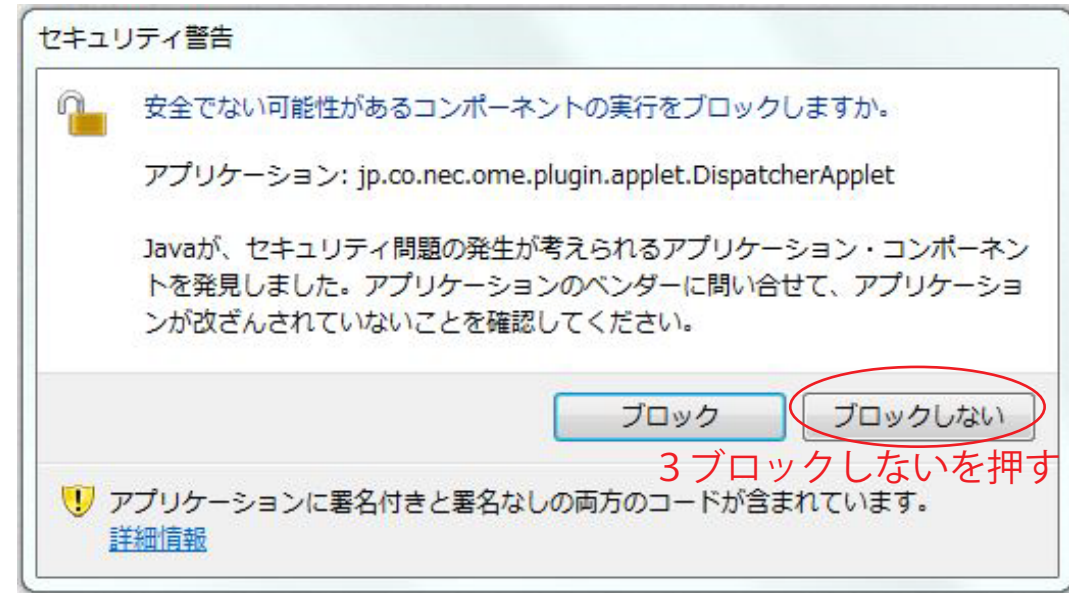 セキュリティ警告
安全でない可能性があるコンポーネントの実行をブロックしますか。
アプリケーション: jp.co.nec.ome.plugin.applet.DispatcherApplet
Javaが、セキュリティ問題の発生が考えられるアプリケーション・コンポーネン
トを発見しました。アプリケーションのベンダーに問い合せて、アプリケーショ
ンが改ざんされていないことを確認してください。
ブロック ブロックしない
３ブロックしないを押す
アプリケーションに署名付きと署名なしの両方のコードが含まれています。
詳細情報